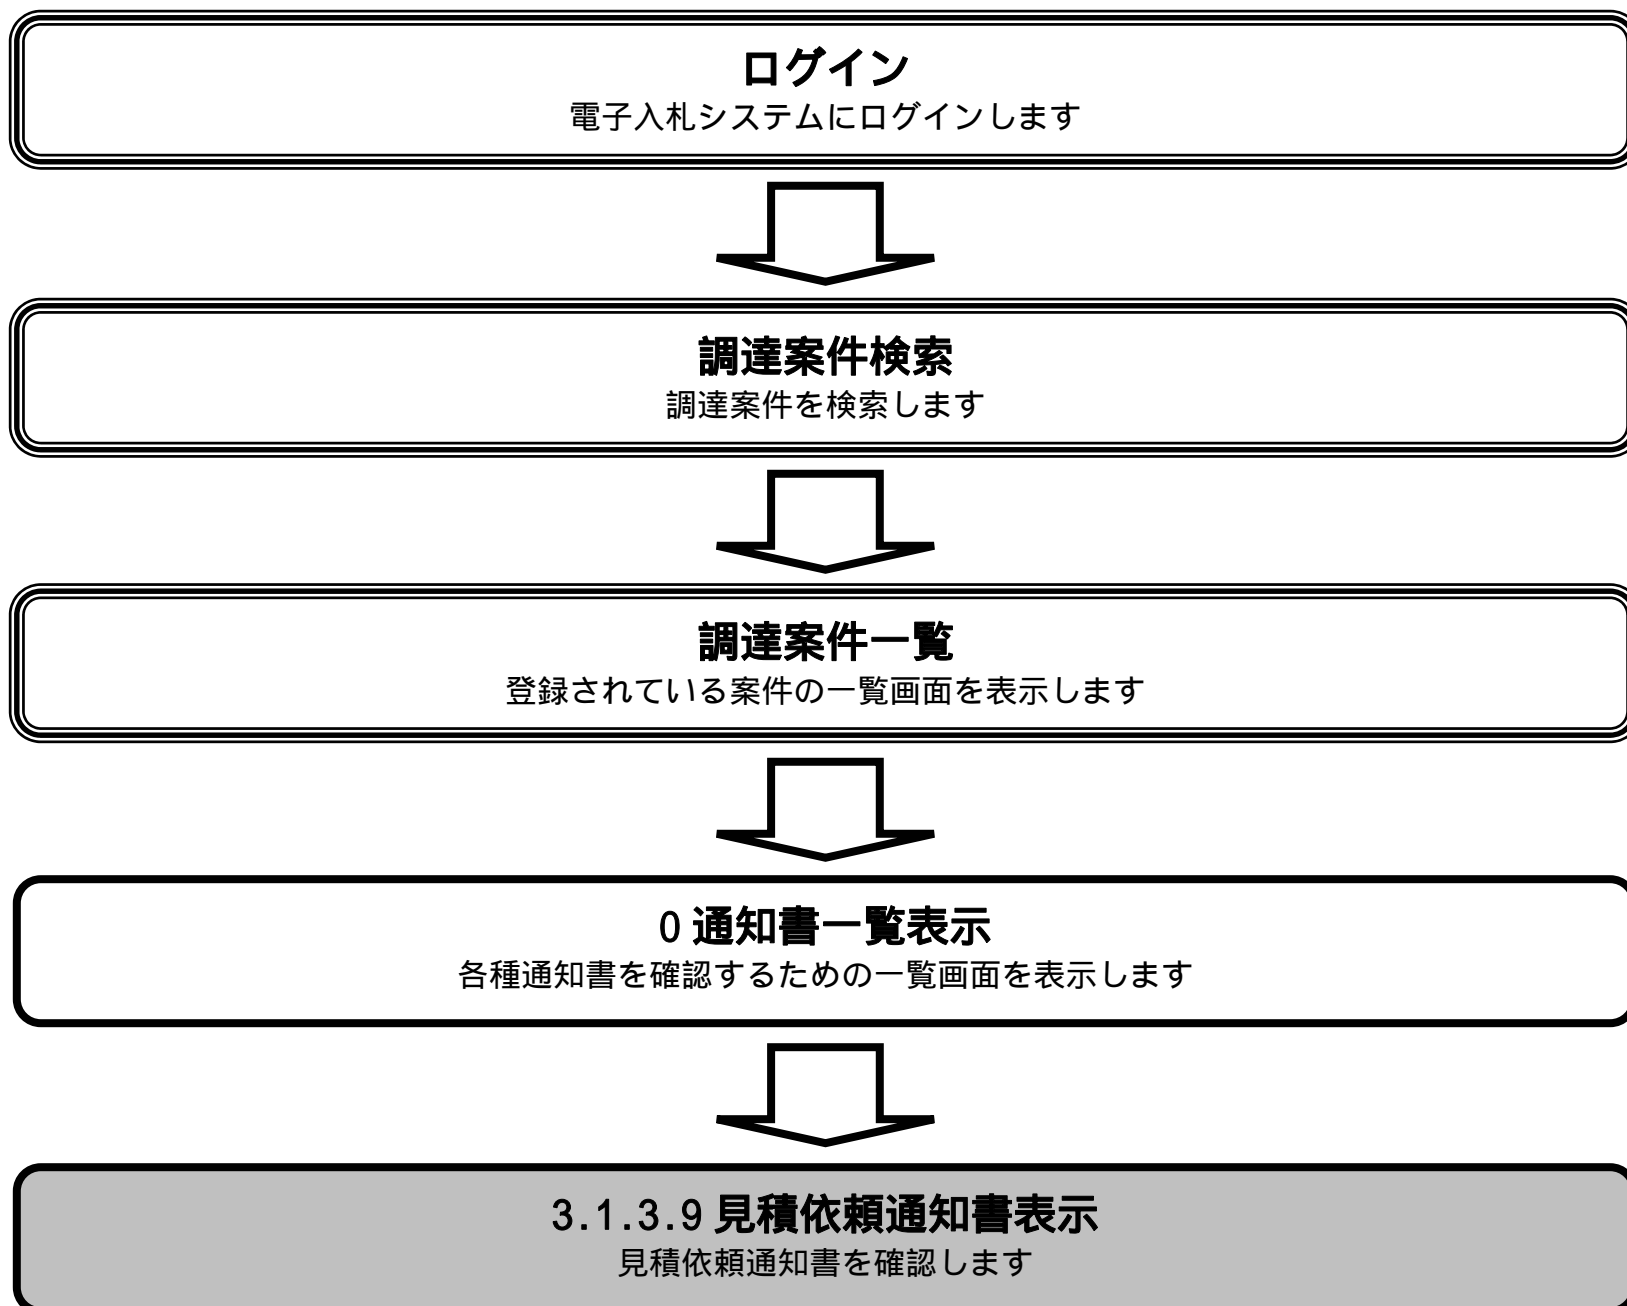 ログイン
電子入札システムにログインします
調達案件検索
調達案件を検索します
調達案件一覧
登録されている案件の一覧画面を表示します
0 通知書一覧表示
各種通知書を確認するための一覧画面を表示します
3.1.3.9 見積依頼通知書表示
見積依頼通知書を確認します